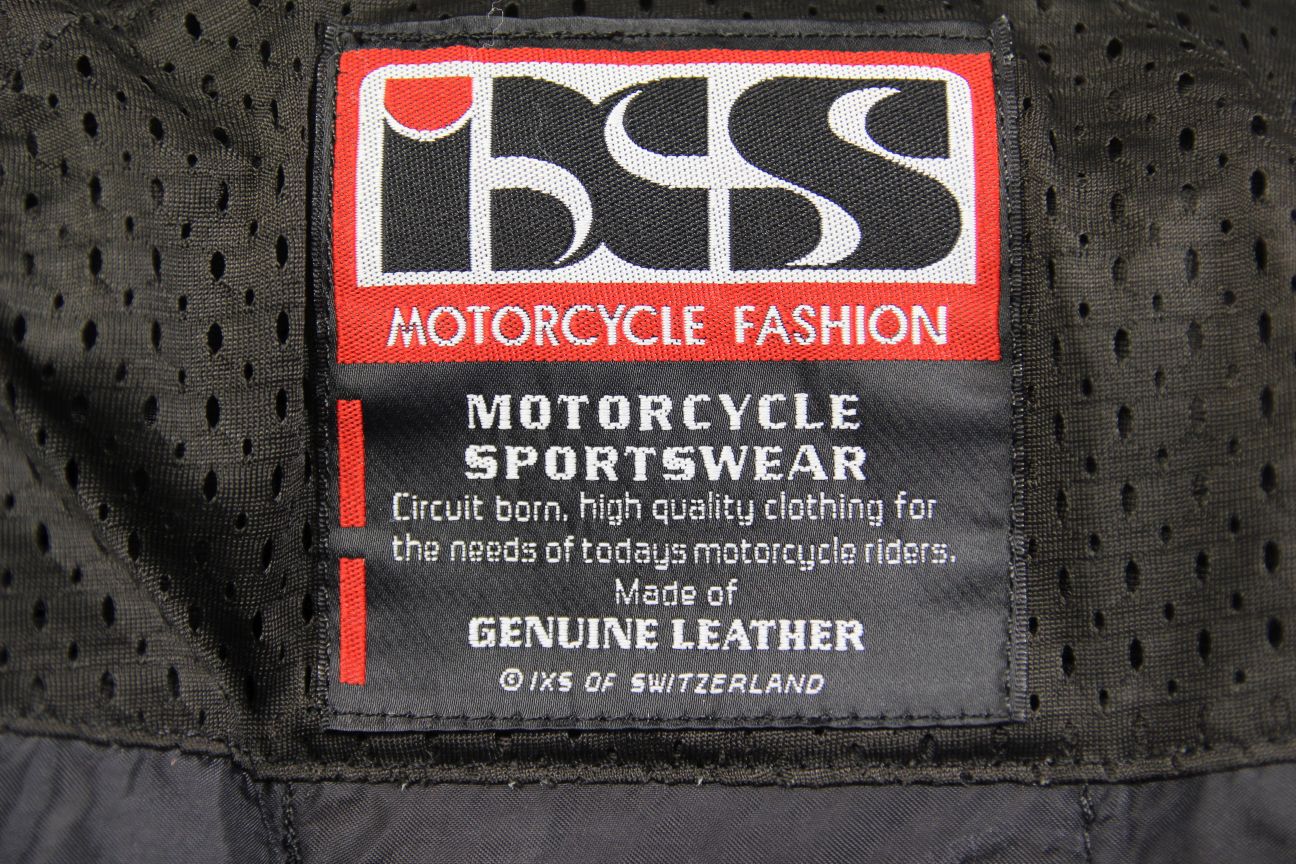 ixs
MOTORCYCLE FASHION
MOTORCYCLE
SPORTSWEAR
Circuit born, high quality clothing for
the needs of todays motorcycle riders.
Made of
GENUINE LEATHER
© IXS OF SWITZERLAND